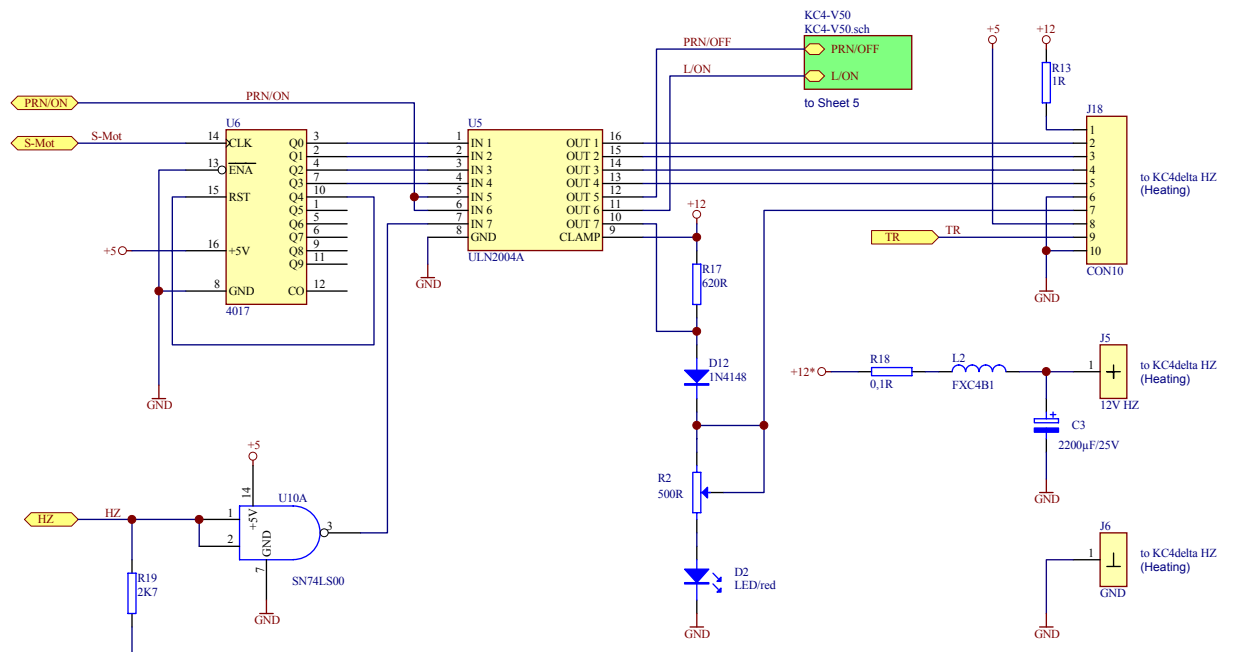 KC4-V50
KC4-V50.sch
PRN/OFF
PRN/OFF
L/ON
L/ON
to Sheet 5
+5
+12
R13
1R
PRN/ON
PRN/ON
S-Mot
S-Mot
U6
14
CLK
13
ENA
15
RST
16
+5V
+5
8
GND
Q0
3
Q1
2
Q2
4
Q3
7
Q4
10
Q5
1
Q6
5
Q7
6
Q8
9
Q9
11
CO
12
4017
GND
U5
1
IN 1
2
IN 2
3
IN 3
4
IN 4
5
IN 5
6
IN 6
7
IN 7
8
GND
OUT 1
16
OUT 2
15
OUT 3
14
OUT 4
13
OUT 5
12
OUT 6
11
OUT 7
10
CLAMP
9
ULN2004A
GND
+12
R17
620R
D12
1N4148
R2
500R
D2
LED/red
GND
J18
1
2
3
4
5
6
7
8
9
10
CON10
to KC4delta HZ
(Heating)
TR
TR
GND
+12*
R18
0,1R
L2
FXC4B1
J5
1
+
12V HZ
to KC4delta HZ
(Heating)
C3
+
2200µF/25V
GND
J6
1
GND
to KC4delta HZ
(Heating)
GND
HZ
HZ
R19
2K7
+5
14
+5V
U10A
1
2
3
GND
7
SN74LS00
GND